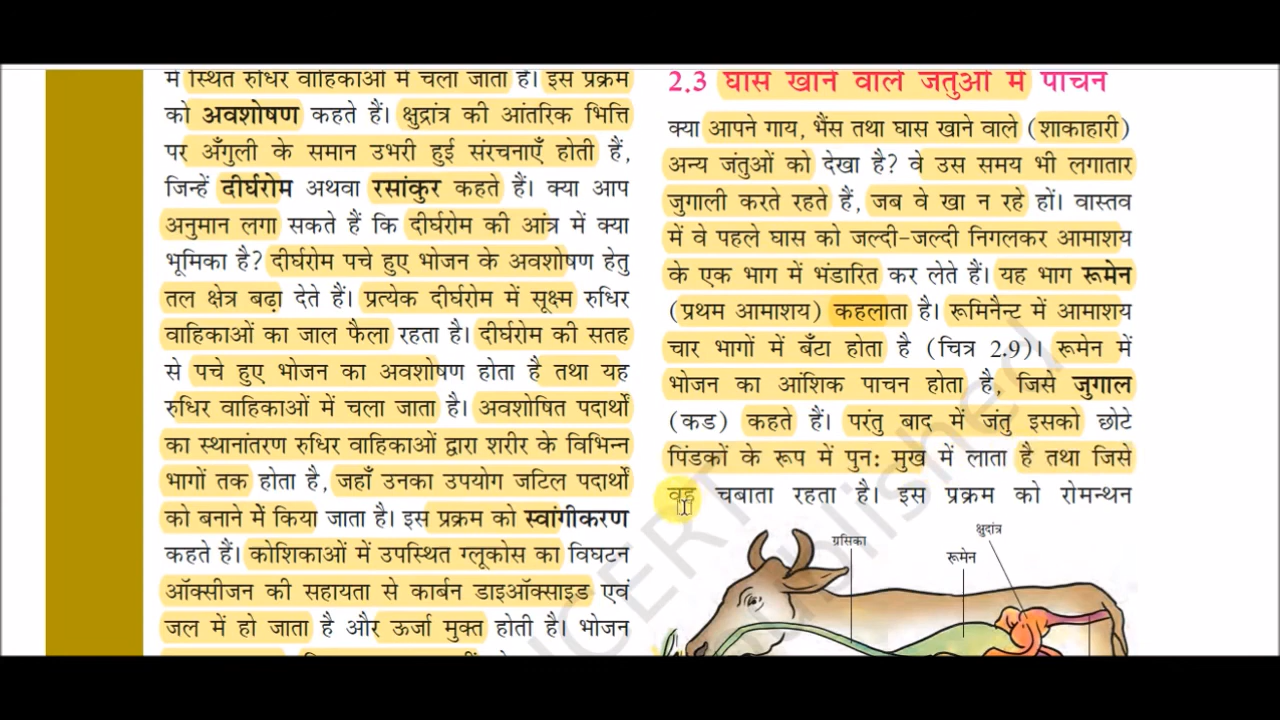 में स्थित रुधिर वाहिकाओं में चला जाता है। इस प्रक्रम
को अवशोषण कहते हैं। क्षुद्रांत्र की आंतरिक भित्ति
पर अँगुली के समान उभरी हुई संरचनाएँ होती हैं,
जिन्हें दीर्घरोम अथवा रसांकुर कहते हैं। क्या आप
अनुमान लगा सकते हैं कि दीर्घरोम की आंत्र में क्या
भूमिका है? दीर्घरोम पचे हुए भोजन के अवशोषण हेतु
तल क्षेत्र बढ़ा देते हैं। प्रत्येक दीर्घरोम में सूक्ष्म रुधिर
वाहिकाओं का जाल फैला रहता है। दीर्घरोम की सतह
से पचे हुए भोजन का अवशोषण होता है तथा यह
रुधिर वाहिकाओं में चला जाता है। अवशोषित पदार्थों
का स्थानांतरण रुधिर वाहिकाओं द्वारा शरीर के विभिन्न
भागों तक होता है, जहाँ उनका उपयोग जटिल पदार्थों
को बनाने में किया जाता है। इस प्रक्रम को स्वांगीकरण
कहते हैं। कोशिकाओं में उपस्थित ग्लूकोस का विघटन
ऑक्सीजन की सहायता से कार्बन डाइऑक्साइड एवं
जल में हो जाता है और ऊर्जा मुक्त होती है। भोजन
2.3 घास खाने वाले जंतुओं में पाचन
क्या आपने गाय, भैंस तथा घास खाने वाले (शाकाहारी)
अन्य जंतुओं को देखा है? वे उस समय भी लगातार
जुगाली करते रहते हैं, जब वे खा न रहे हों। वास्तव
में वे पहले घास को जल्दी-जल्दी निगलकर आमाशय
के एक भाग में भंडारित कर लेते हैं। यह भाग रूमेन
(प्रथम आमाशय) कहलाता है। रूमिनैन्ट में आमाशय
चार भागों में बँटा होता है (चित्र 2.9)। रूमेन में
भोजन का आंशिक पाचन होता है, जिसे जुगाल
(कड) कहते हैं। परंतु बाद में जंतु इसको छोटे
पिंडकों के रूप में पुन: मुख में लाता है तथा जिसे
वह चबाता रहता है। इस प्रक्रम को रोमन्थन
क्षुदांत्र
ग्रसिका
रूमेन